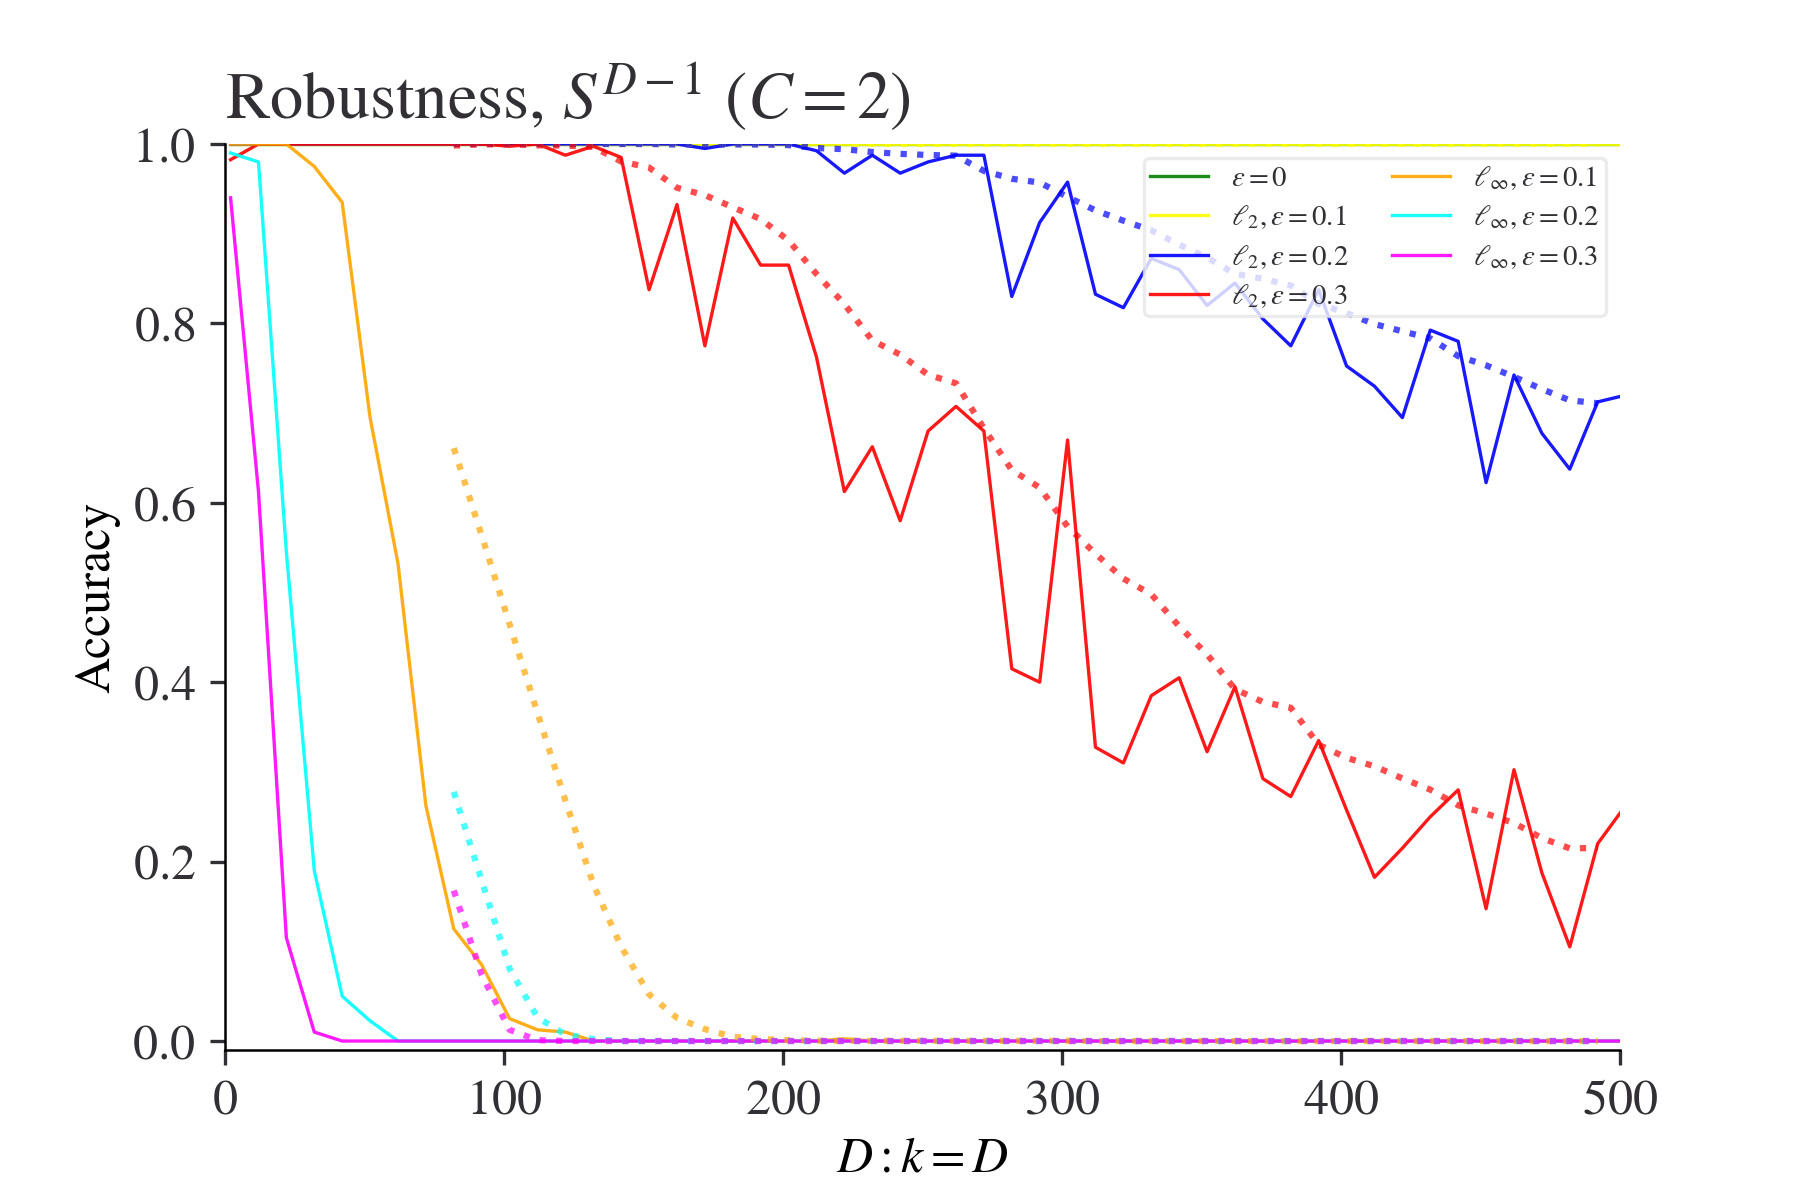 Robustness, S^{D−1} (C = 2)
1.0
0.8
0.6
0.4
0.2
0.0
Accuracy
ε = 0
ℓ₂, ε = 0.1
ℓ₂, ε = 0.2
ℓ₂, ε = 0.3
ℓ∞, ε = 0.1
ℓ∞, ε = 0.2
ℓ∞, ε = 0.3
0 100 200 300 400 500
D : k = D